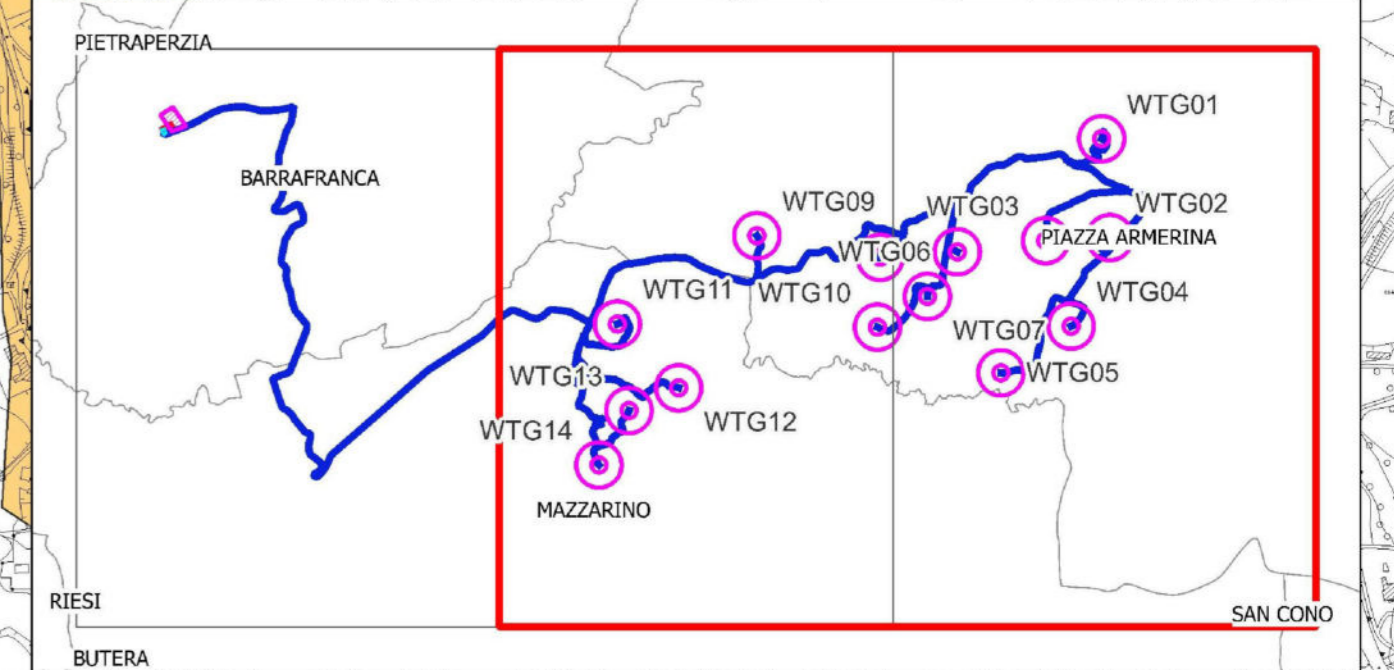 PIETRAPERZIA
WTG01
BARRAFRANCA
WTG09
WTG03
WTG02
PIAZZA ARMERINA
WTG06
WTG11
WTG10
WTG04
WTG07
WTG13
WTG05
WTG12
WTG14
MAZZARINO
RIESI
SAN CONO
BUTERA